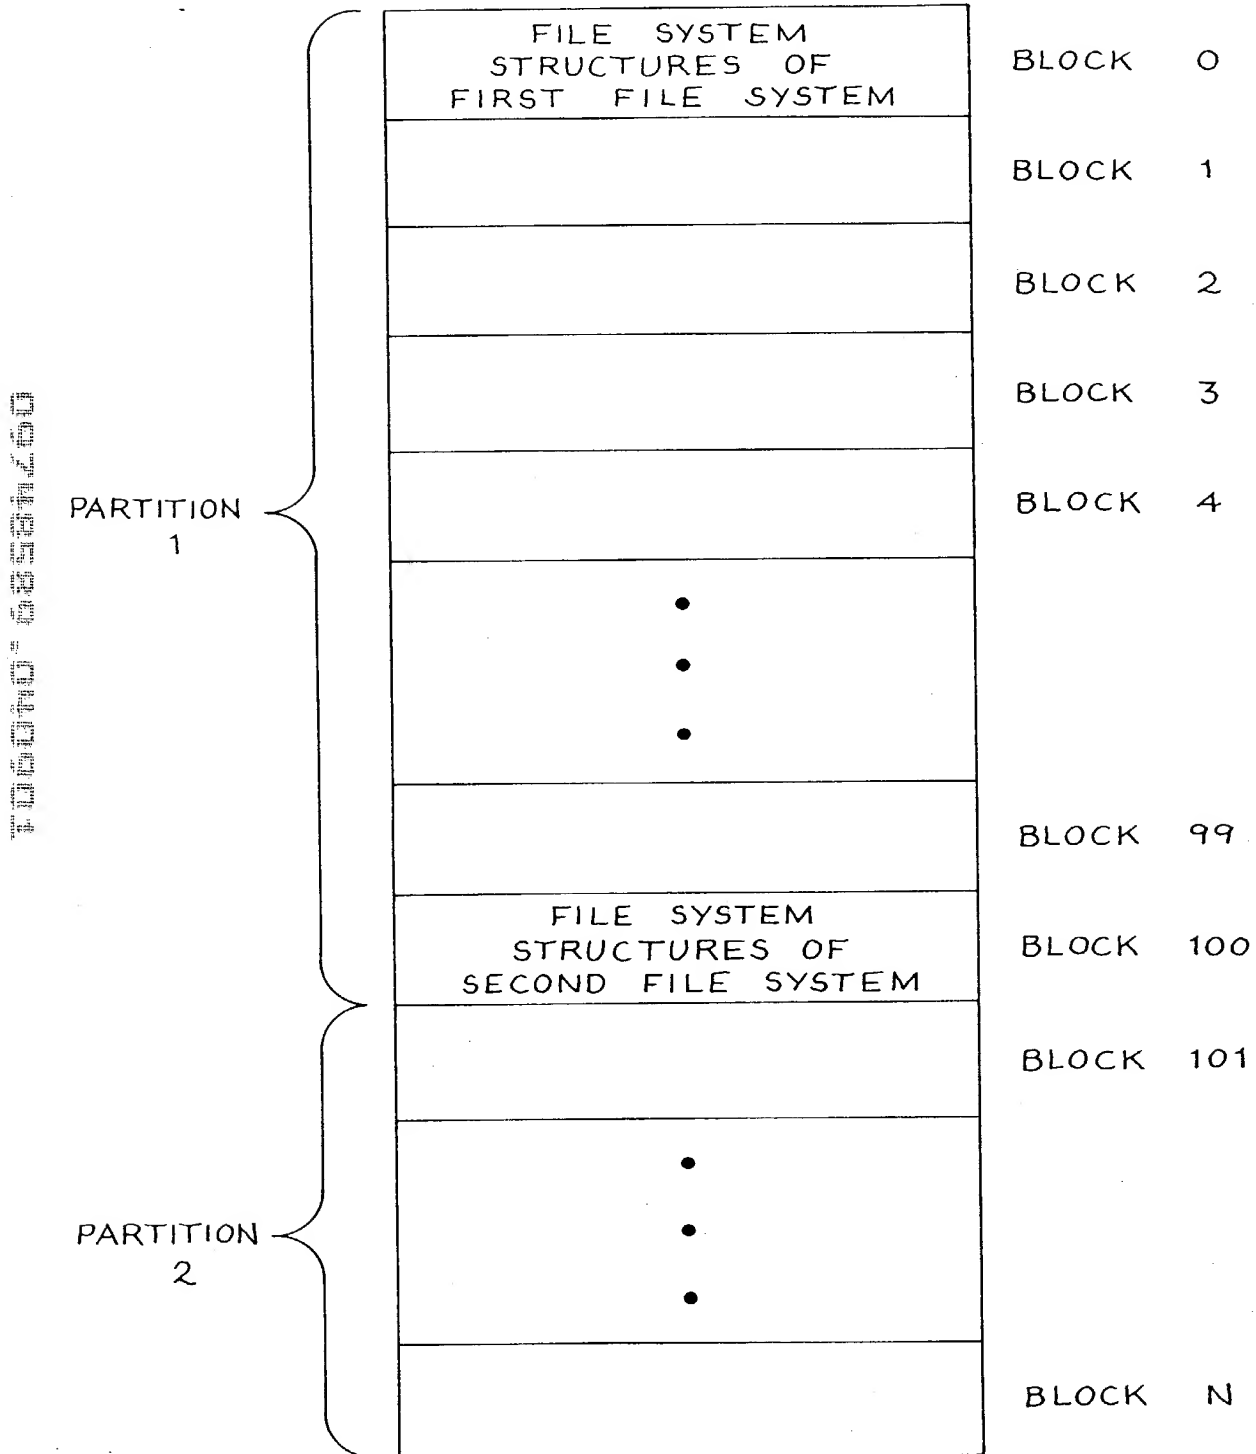 FILE SYSTEM
STRUCTURES OF
FIRST FILE SYSTEM
BLOCK 0
BLOCK 1
BLOCK 2
BLOCK 3
BLOCK 4
PARTITION
1
BLOCK 99
FILE SYSTEM
STRUCTURES OF
SECOND FILE SYSTEM
BLOCK 100
BLOCK 101
PARTITION
2
BLOCK N